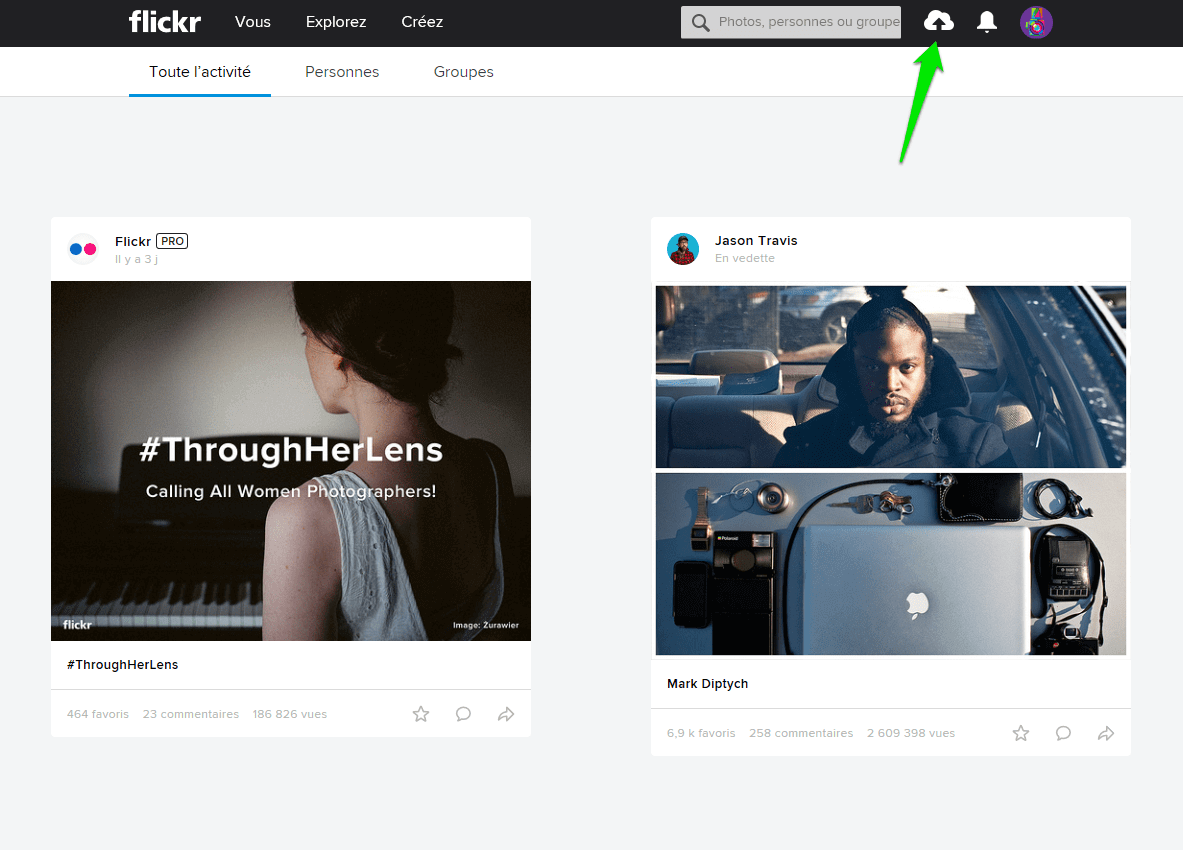 flickr
Vous
Explorez
Créez
Photos, personnes ou groupe
Toute l’activité
Personnes
Groupes
Flickr PRO
Il y a 3 j
#ThroughHerLens
Calling All Women Photographers!
flickr
Image: Żurawier
#ThroughHerLens
464 favoris
23 commentaires
186 826 vues
Jason Travis
En vedette
Polaroid
Mark Diptych
6,9 k favoris
258 commentaires
2 609 398 vues